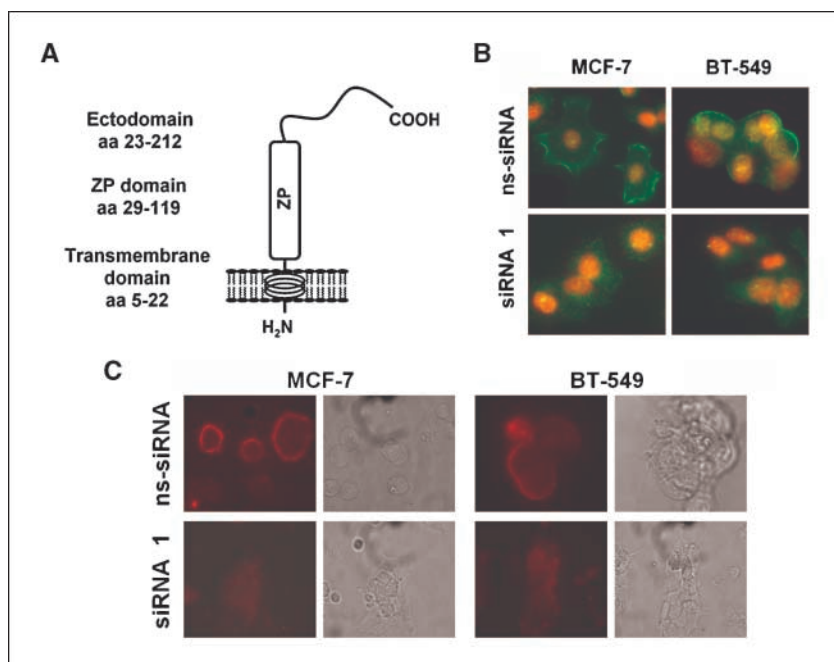 A
Ectodomain
aa 23-212
ZP domain
aa 29-119
Transmembrane
domain
aa 5-22
COOH
ZP
H₂N
B
MCF-7 BT-549
ns-siRNA
siRNA 1
C
MCF-7 BT-549
ns-siRNA
siRNA 1